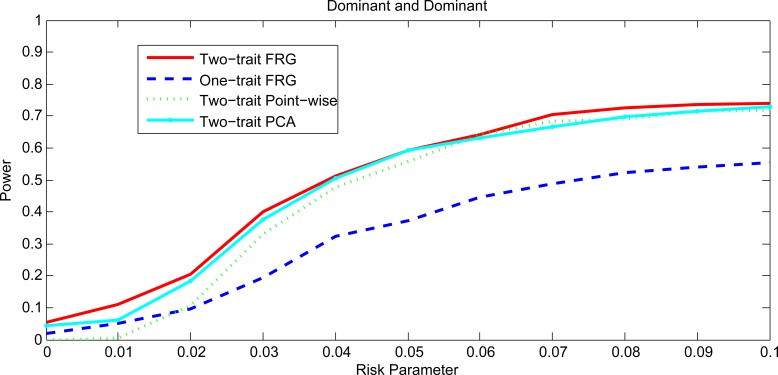 Dominant and Dominant
1
0.9
0.8
0.7
0.6
0.5
0.4
0.3
0.2
0.1
0
Power
Two-trait FRG
One-trait FRG
Two-trait Point-wise
Two-trait PCA
0 0.01 0.02 0.03 0.04 0.05 0.06 0.07 0.08 0.09 0.1
Risk Parameter